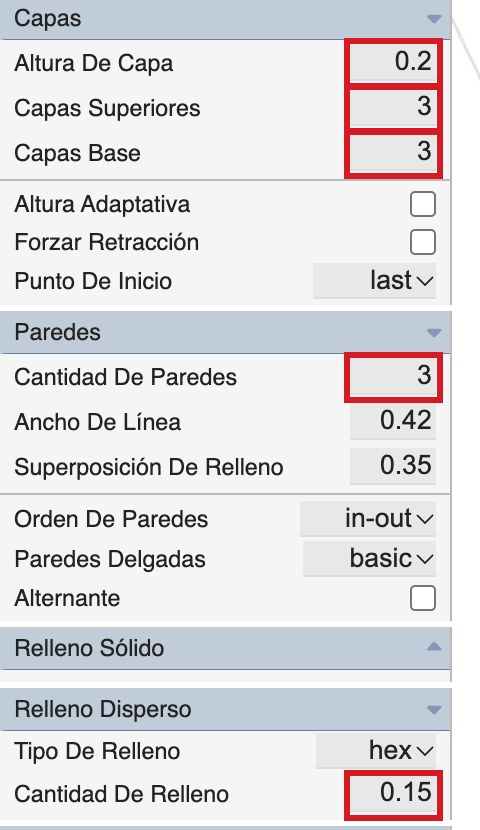 Capas
Altura De Capa 0.2
Capas Superiores 3
Capas Base 3
Altura Adaptativa
Forzar Retracción
Punto De Inicio last
Paredes
Cantidad De Paredes 3
Ancho De Línea 0.42
Superposición De Relleno 0.35
Orden De Paredes in-out
Paredes Delgadas basic
Alternante
Relleno Sólido
Relleno Disperso
Tipo De Relleno hex
Cantidad De Relleno 0.15